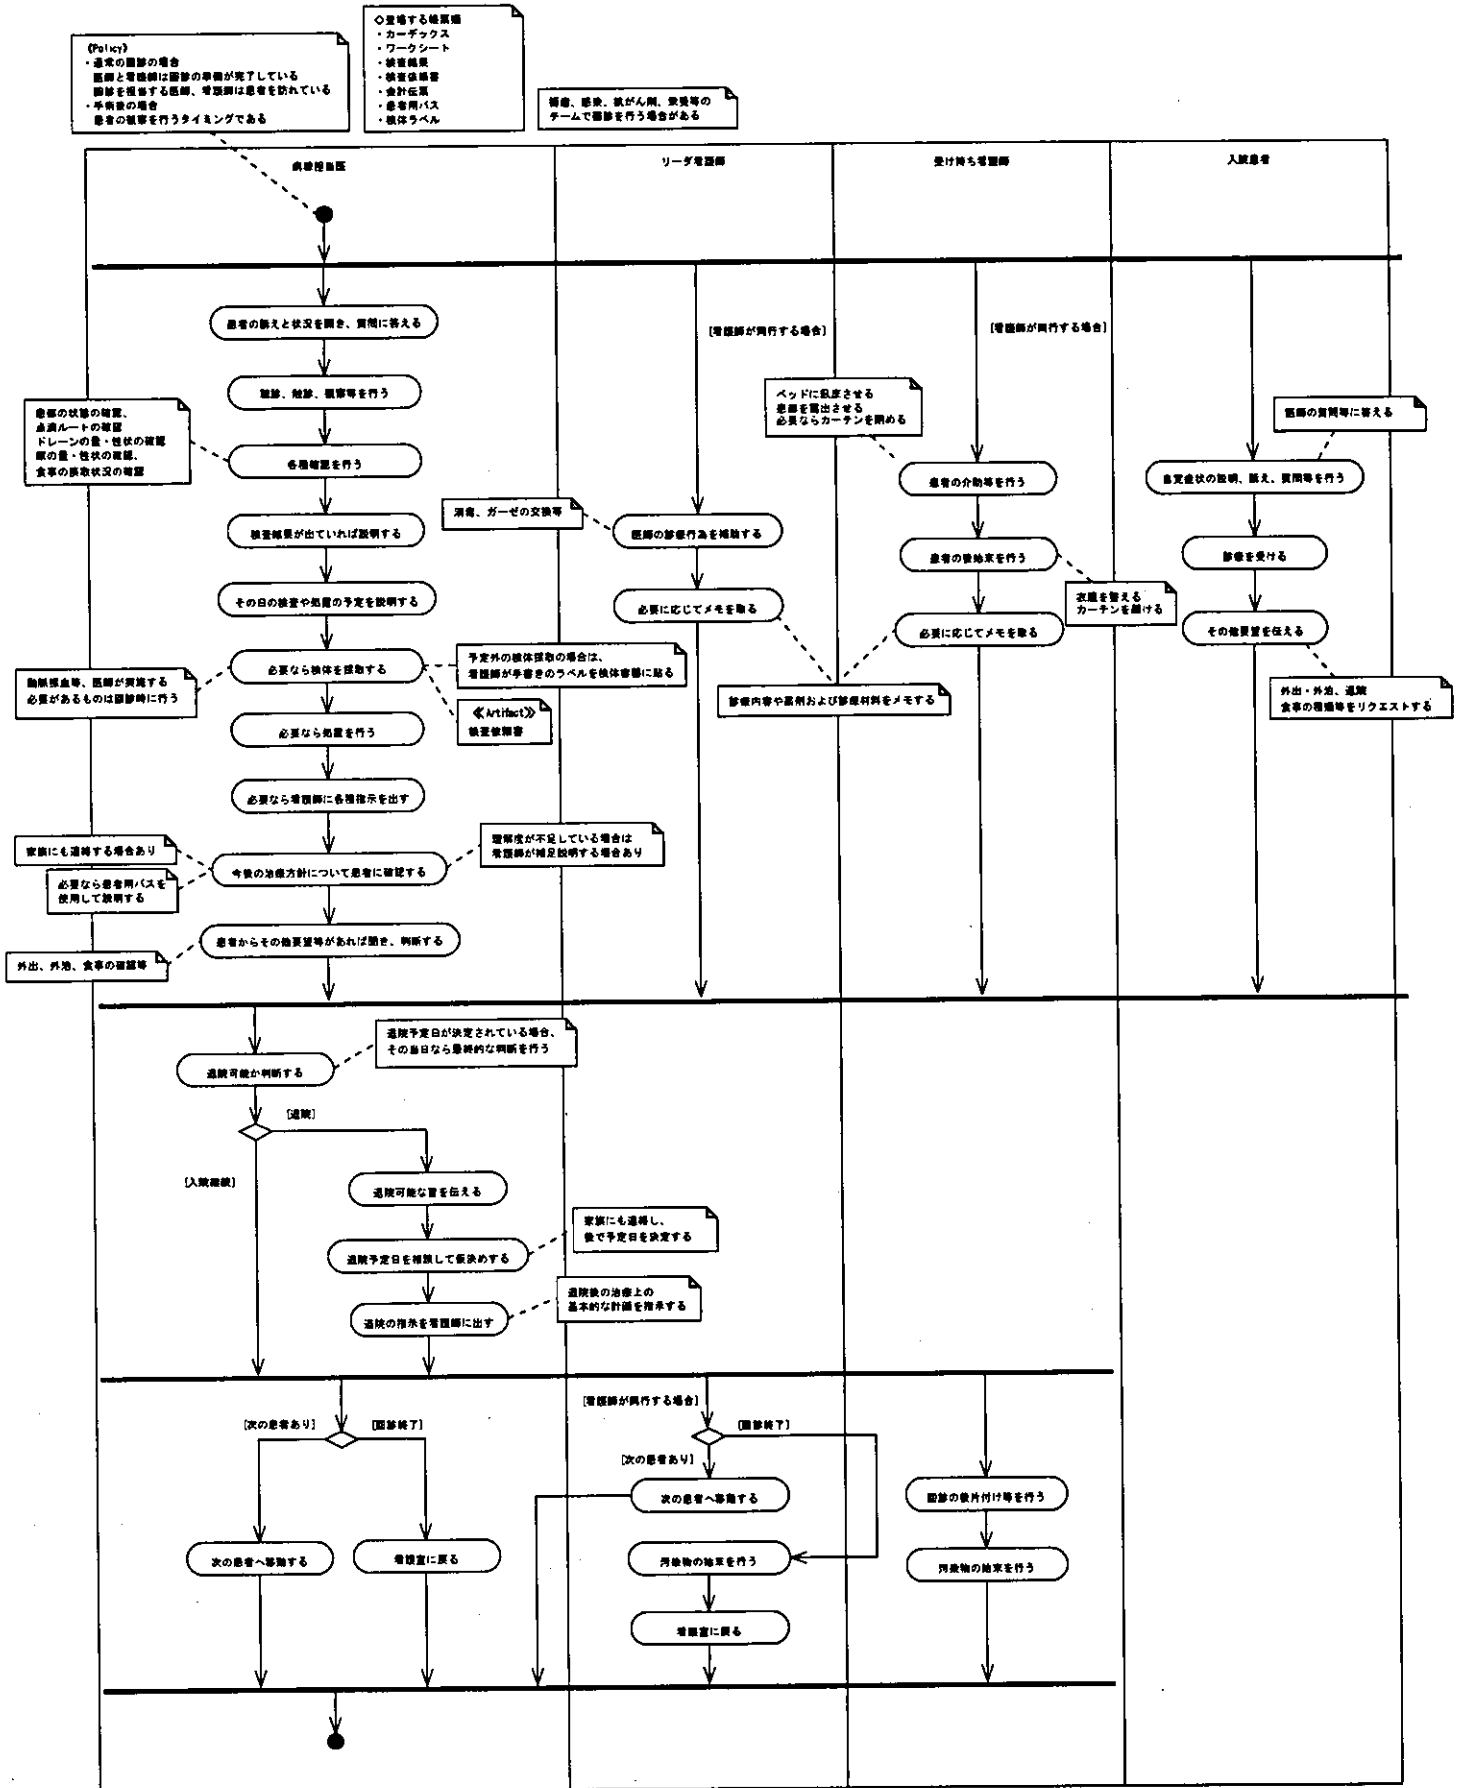 《Policy》
・通常の回診の場合
医師と看護師は回診の準備が完了している
回診を担当する医師、看護師は患者を訪れている
・手術後の場合
患者の観察を行うタイミングである
◇登場する帳票類
・カーデックス
・ワークシート
・検査結果
・検査依頼書
・会計伝票
・患者用パス
・検体ラベル
褥瘡、感染、抗がん剤、栄養等の
チームで回診を行う場合がある
病棟担当医
リーダ看護師
受け持ち看護師
入院患者
患者の訴えと状況を聞き、質問に答える
[看護師が同行する場合]
[看護師が同行する場合]
聴診、触診、観察等を行う
患部の状態の確認、
点滴ルートの確認
ドレーンの量・性状の確認
尿の量・性状の確認、
食事の摂取状況の確認
ベッドに臥床させる
患部を露出させる
必要ならカーテンを閉める
医師の質問等に答える
各種確認を行う
患者の介助等を行う
自覚症状の説明、訴え、質問等を行う
検査結果が出ていれば説明する
消毒、ガーゼの交換等
医師の診療行為を補助する
患者の後始末を行う
診療を受ける
その日の検査や処置の予定を説明する
必要に応じてメモを取る
衣服を整える
カーテンを開ける
必要に応じてメモを取る
その他要望を伝える
必要なら検体を採取する
予定外の検体採取の場合は、
看護師が手書きのラベルを検体容器に貼る
動脈採血等、医師が実施する
必要があるものは回診時に行う
《Artifact》
検査依頼書
診療内容や薬剤および診療材料をメモする
外出・外泊、退院
食事の種類等をリクエストする
必要なら処置を行う
必要なら看護師に各種指示を出す
家族にも連絡する場合あり
必要なら患者用パスを
使用して説明する
今後の治療方針について患者に確認する
理解度が不足している場合は
看護師が補足説明する場合あり
患者からその他要望等があれば聞き、判断する
外出、外泊、食事の確認等
退院可能か判断する
退院予定日が決定されている場合、
その当日なら最終的な判断を行う
[退院]
[入院継続]
退院可能な旨を伝える
退院予定日を相談して仮決めする
家族にも連絡し、
後で予定日を決定する
退院の指示を看護師に出す
退院後の治療上の
基本的な計画を指示する
[次の患者あり]
[回診終了]
[看護師が同行する場合]
[回診終了]
[次の患者あり]
次の患者へ移動する
回診の後片付け等を行う
次の患者へ移動する
看護室に戻る
汚染物の始末を行う
汚染物の始末を行う
看護室に戻る